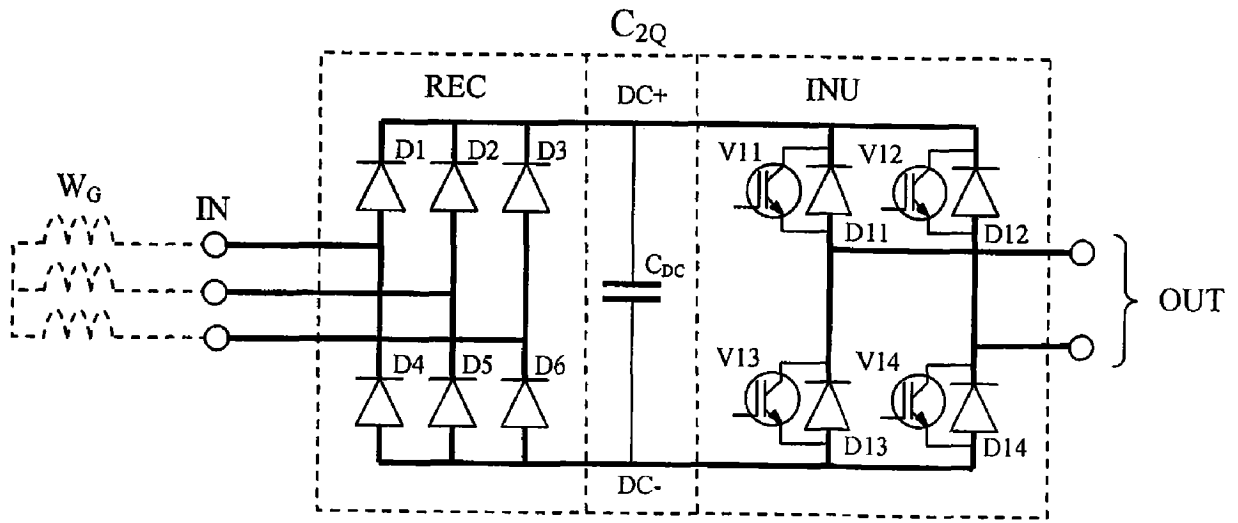 C2Q
REC
DC+
INU
D1
D2
D3
V11
V12
WG
IN
D11
D12
CDC
OUT
D4
D5
D6
V13
V14
D13
D14
DC-